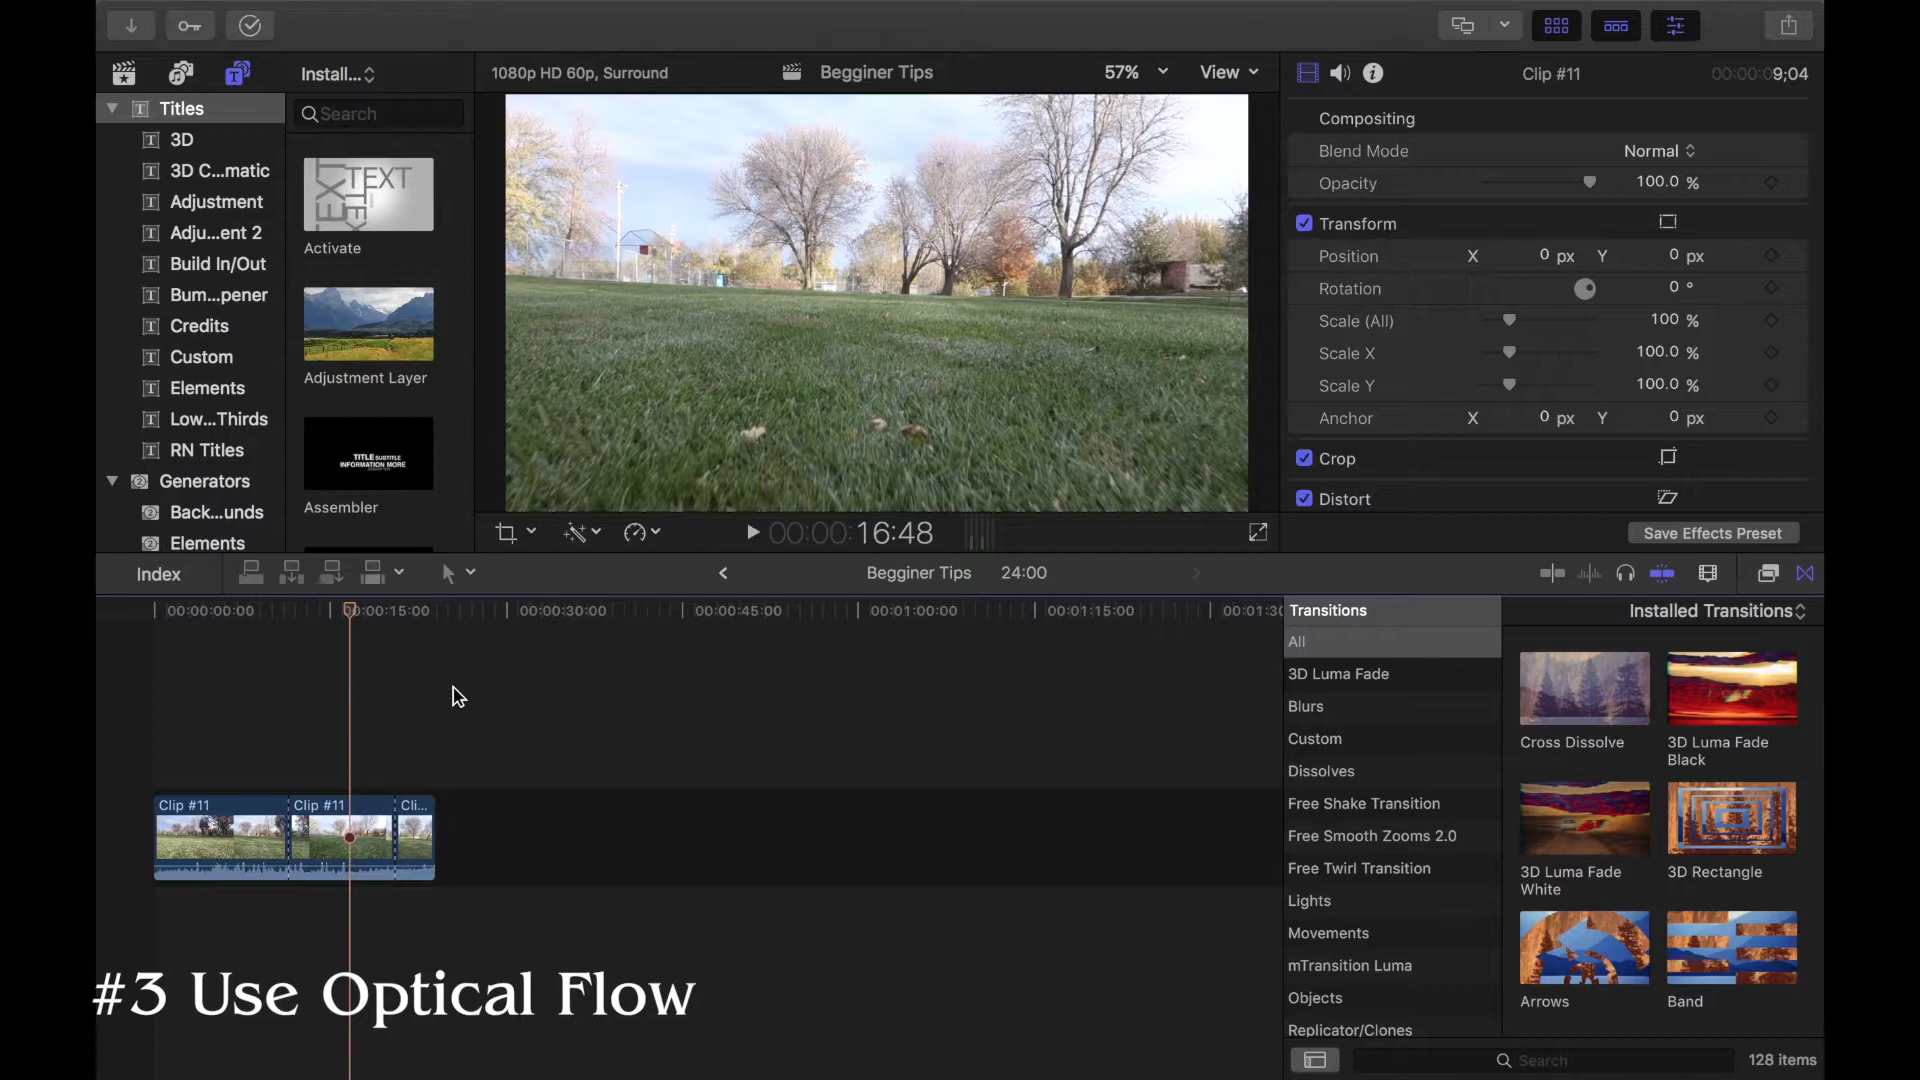 Install...
1080p HD 60p, Surround
Begginer Tips
57%
View
Clip #11
00:00:09;04
Titles
3D
3D C...matic
Adjustment
Adju...ent 2
Build In/Out
Bum...pener
Credits
Custom
Elements
Low...Thirds
RN Titles
Generators
Back...unds
Elements
Search
TEXT
Activate
Adjustment Layer
TITLE SUBTITLE
INFORMATION MORE
Assembler
Compositing
Blend Mode Normal
Opacity 100.0 %
Transform
Position X 0 px Y 0 px
Rotation 0 °
Scale (All) 100 %
Scale X 100.0 %
Scale Y 100.0 %
Anchor X 0 px Y 0 px
Crop
Distort
Save Effects Preset
00:00:16:48
Index
Begginer Tips 24:00
00:00:00:00
00:00:15:00
00:00:30:00
00:00:45:00
00:01:00:00
00:01:15:00
00:01:30
Clip #11
Clip #11
Cli...
#3 Use Optical Flow
Transitions
All
3D Luma Fade
Blurs
Custom
Dissolves
Free Shake Transition
Free Smooth Zooms 2.0
Free Twirl Transition
Lights
Movements
mTransition Luma
Objects
Replicator/Clones
Installed Transitions
Cross Dissolve
3D Luma Fade
Black
3D Luma Fade
White
3D Rectangle
Arrows
Band
Search
128 items